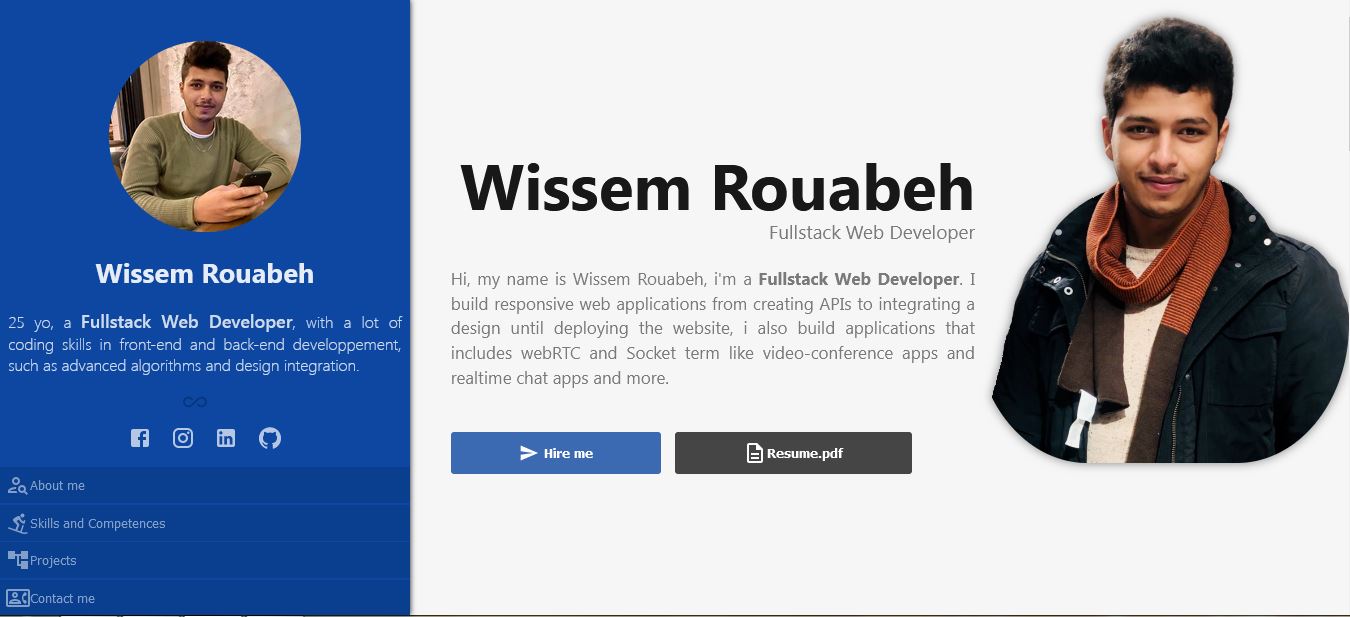 Wissem Rouabeh
25 yo, a Fullstack Web Developer, with a lot of
coding skills in front-end and back-end developpement,
such as advanced algorithms and design integration.
About me
Skills and Competences
Projects
Contact me
Wissem Rouabeh
Fullstack Web Developer
Hi, my name is Wissem Rouabeh, i'm a Fullstack Web Developer. I
build responsive web applications from creating APIs to integrating a
design until deploying the website, i also build applications that
includes webRTC and Socket term like video-conference apps and
realtime chat apps and more.
Hire me
Resume.pdf